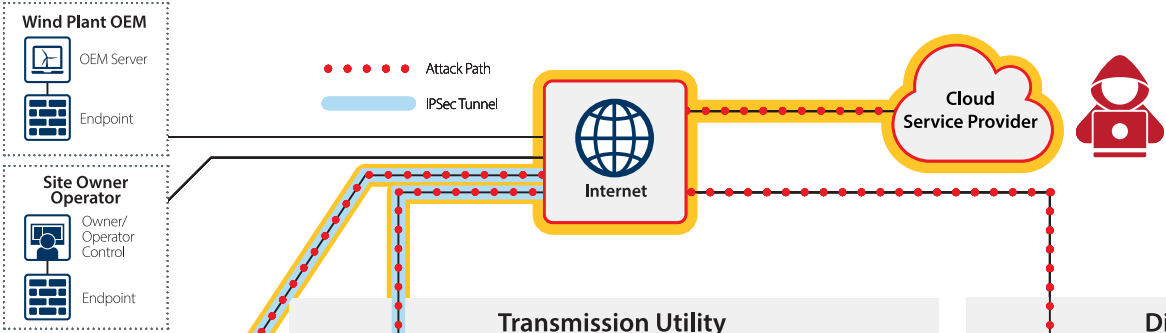 Wind Plant OEM
OEM Server
Endpoint
Site Owner
Operator
Owner/
Operator
Control
Endpoint
Attack Path
IPSec Tunnel
Internet
Cloud
Service Provider
Transmission Utility
Di